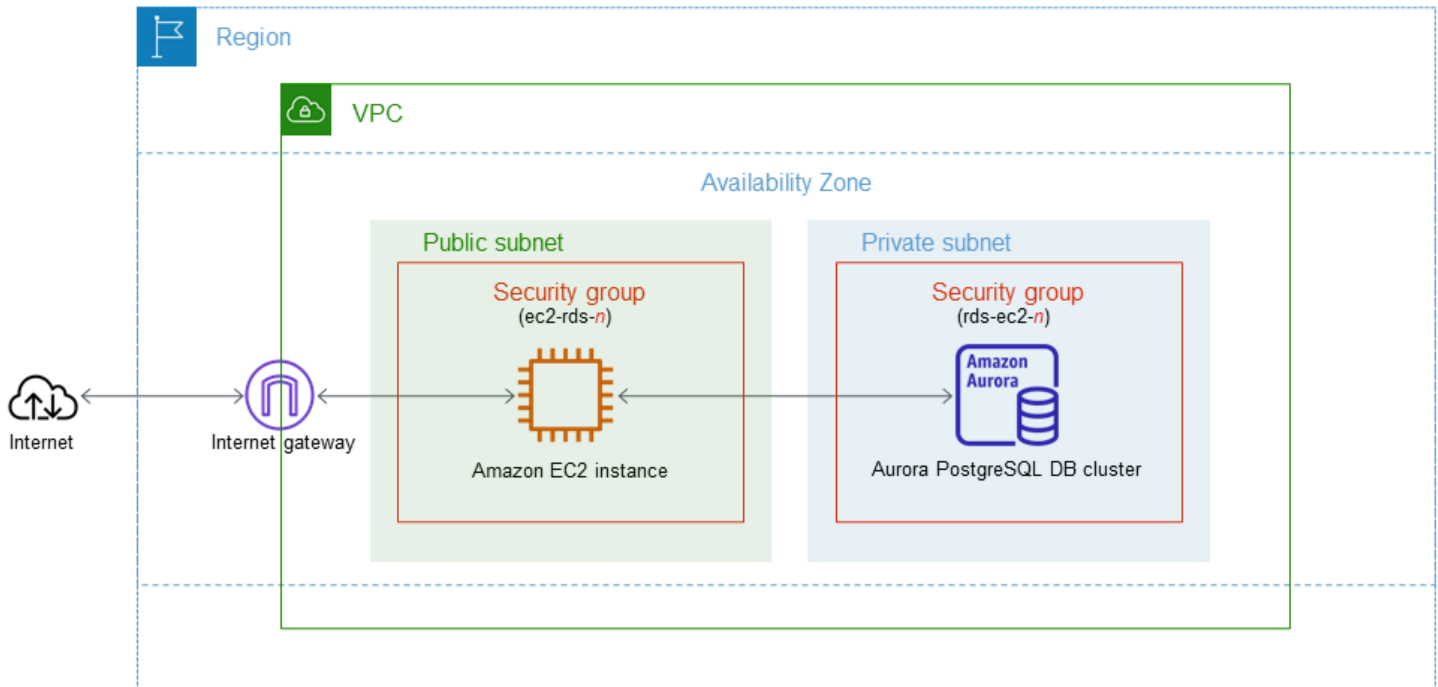 Region
VPC
Availability Zone
Public subnet
Private subnet
Security group
(ec2-rds-n)
Security group
(rds-ec2-n)
Amazon
Aurora
Internet
Internet gateway
Amazon EC2 instance
Aurora PostgreSQL DB cluster